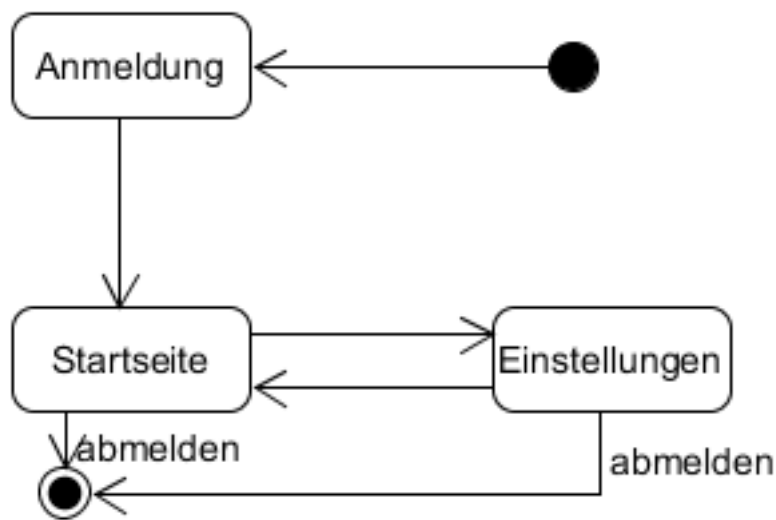 Anmeldung
Startseite
Einstellungen
abmelden
abmelden